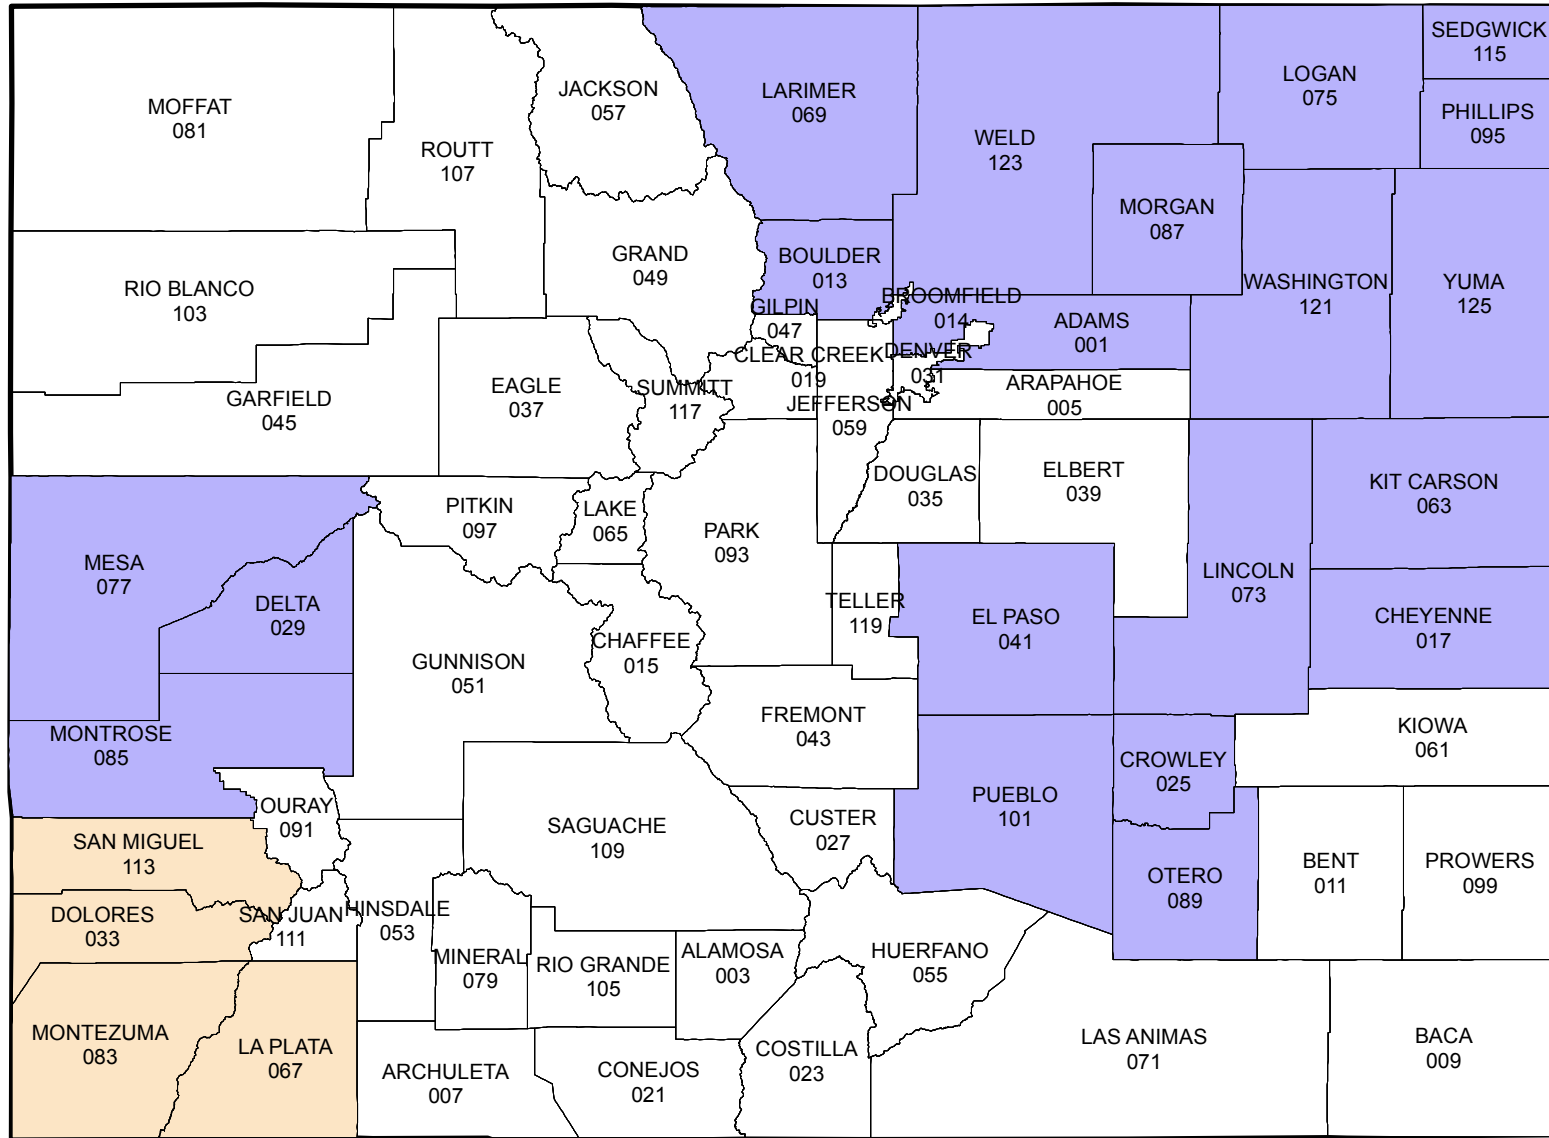 SEDGWICK
115
LOGAN
075
JACKSON
057
LARIMER
069
MOFFAT
081
PHILLIPS
095
WELD
123
ROUTT
107
MORGAN
087
GRAND
049
BOULDER
013
RIO BLANCO
103
WASHINGTON
121
YUMA
125
GILPIN
047
BROOMFIELD
014
ADAMS
001
CLEAR CREEK
019
DENVER
031
EAGLE
037
SUMMITT
117
ARAPAHOE
005
GARFIELD
045
JEFFERSON
059
DOUGLAS
035
ELBERT
039
KIT CARSON
063
PITKIN
097
LAKE
065
PARK
093
MESA
077
LINCOLN
073
DELTA
029
TELLER
119
EL PASO
041
CHEYENNE
017
CHAFFEE
015
GUNNISON
051
FREMONT
043
KIOWA
061
MONTROSE
085
CROWLEY
025
OURAY
091
PUEBLO
101
CUSTER
027
SAGUACHE
109
SAN MIGUEL
113
BENT
011
PROWERS
099
OTERO
089
DOLORES
033
SAN JUAN
111
HINSDALE
053
MINERAL
079
RIO GRANDE
105
ALAMOSA
003
HUERFANO
055
MONTEZUMA
083
LA PLATA
067
ARCHULETA
007
CONEJOS
021
COSTILLA
023
LAS ANIMAS
071
BACA
009